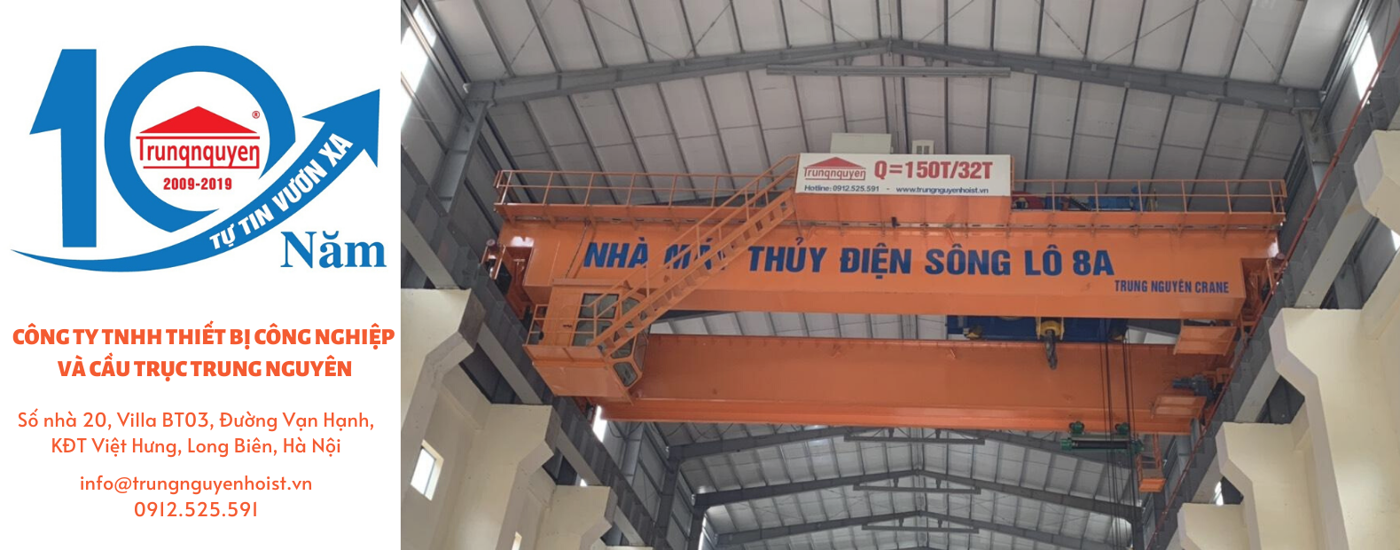 10
Trungnguyen®
2009-2019
TỰ TIN VƯƠN XA
Năm
CÔNG TY TNHH THIẾT BỊ CÔNG NGHIỆP
VÀ CẦU TRỤC TRUNG NGUYÊN
Số nhà 20, Villa BT03, Đường Vạn Hạnh,
KĐT Việt Hưng, Long Biên, Hà Nội
info@trungnguyenhoist.vn
0912.525.591
Trungnguyen Q=150T/32T
Hotline: 0912.525.591 - www.trungnguyenhoist.vn
NHÀ MÁY THỦY ĐIỆN SÔNG LÔ 8A
TRUNG NGUYÊN CRANE